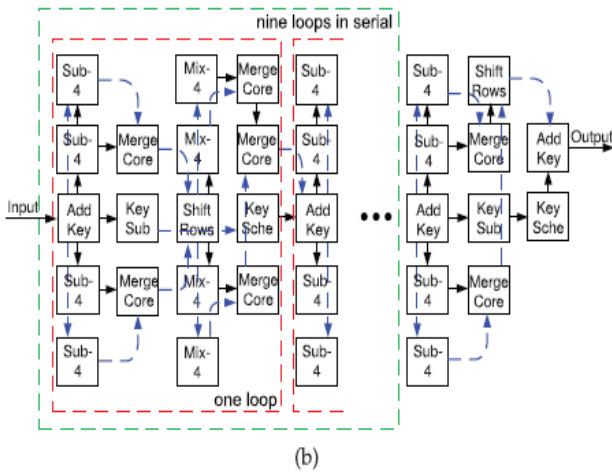 nine loops in serial
Sub-
4
Mix-
4
Merge
Core
Sub-
4
Sub-
4
Shift
Rows
Sub-
4
Merge
Core
Mix-
4
Merge
Core
Sub-
4
Sub-
4
Merge
Core
Add
Key
Output
Input
Add
Key
Key
Sub
Shift
Rows
Key
Sche
Add
Key
Add
Key
Key
Sub
Key
Sche
Sub-
4
Merge
Core
Mix-
4
Merge
Core
Sub-
4
Sub-
4
Merge
Core
Sub-
4
Mix-
4
Sub-
4
Sub-
4
one loop
(b)